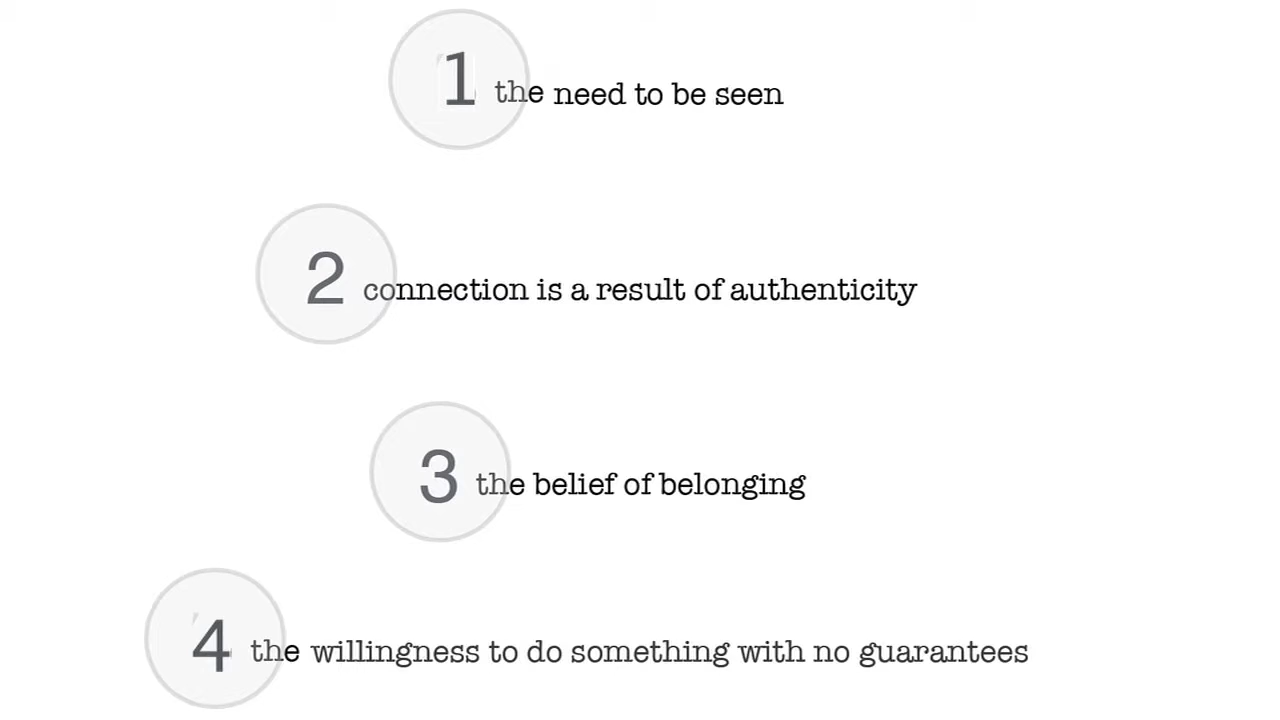 1 the need to be seen
2 connection is a result of authenticity
3 the belief of belonging
4 the willingness to do something with no guarantees